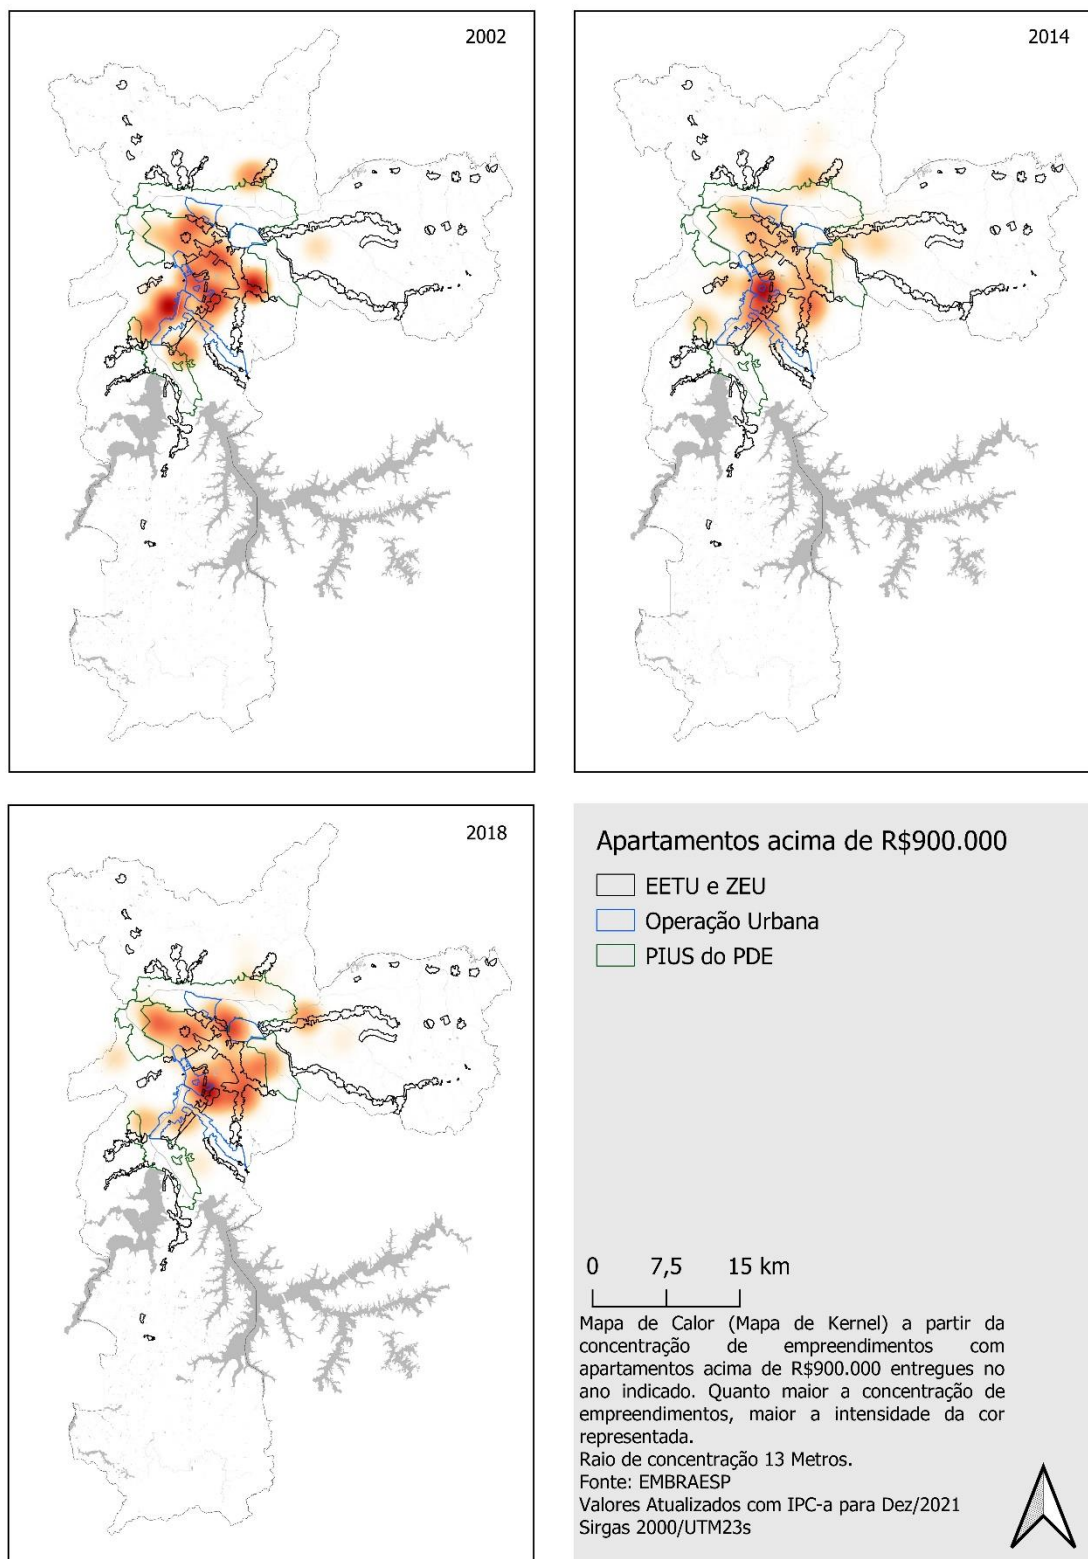 2002
2014
2018
Apartamentos acima de R$900.000
EETU e ZEU
Operação Urbana
PIUS do PDE
0 7,5 15 km
Mapa de Calor (Mapa de Kernel) a partir da
concentração de empreendimentos com
apartamentos acima de R$900.000 entregues no
ano indicado. Quanto maior a concentração de
empreendimentos, maior a intensidade da cor
representada.
Raio de concentração 13 Metros.
Fonte: EMBRAESP
Valores Atualizados com IPC-a para Dez/2021
Sirgas 2000/UTM23s